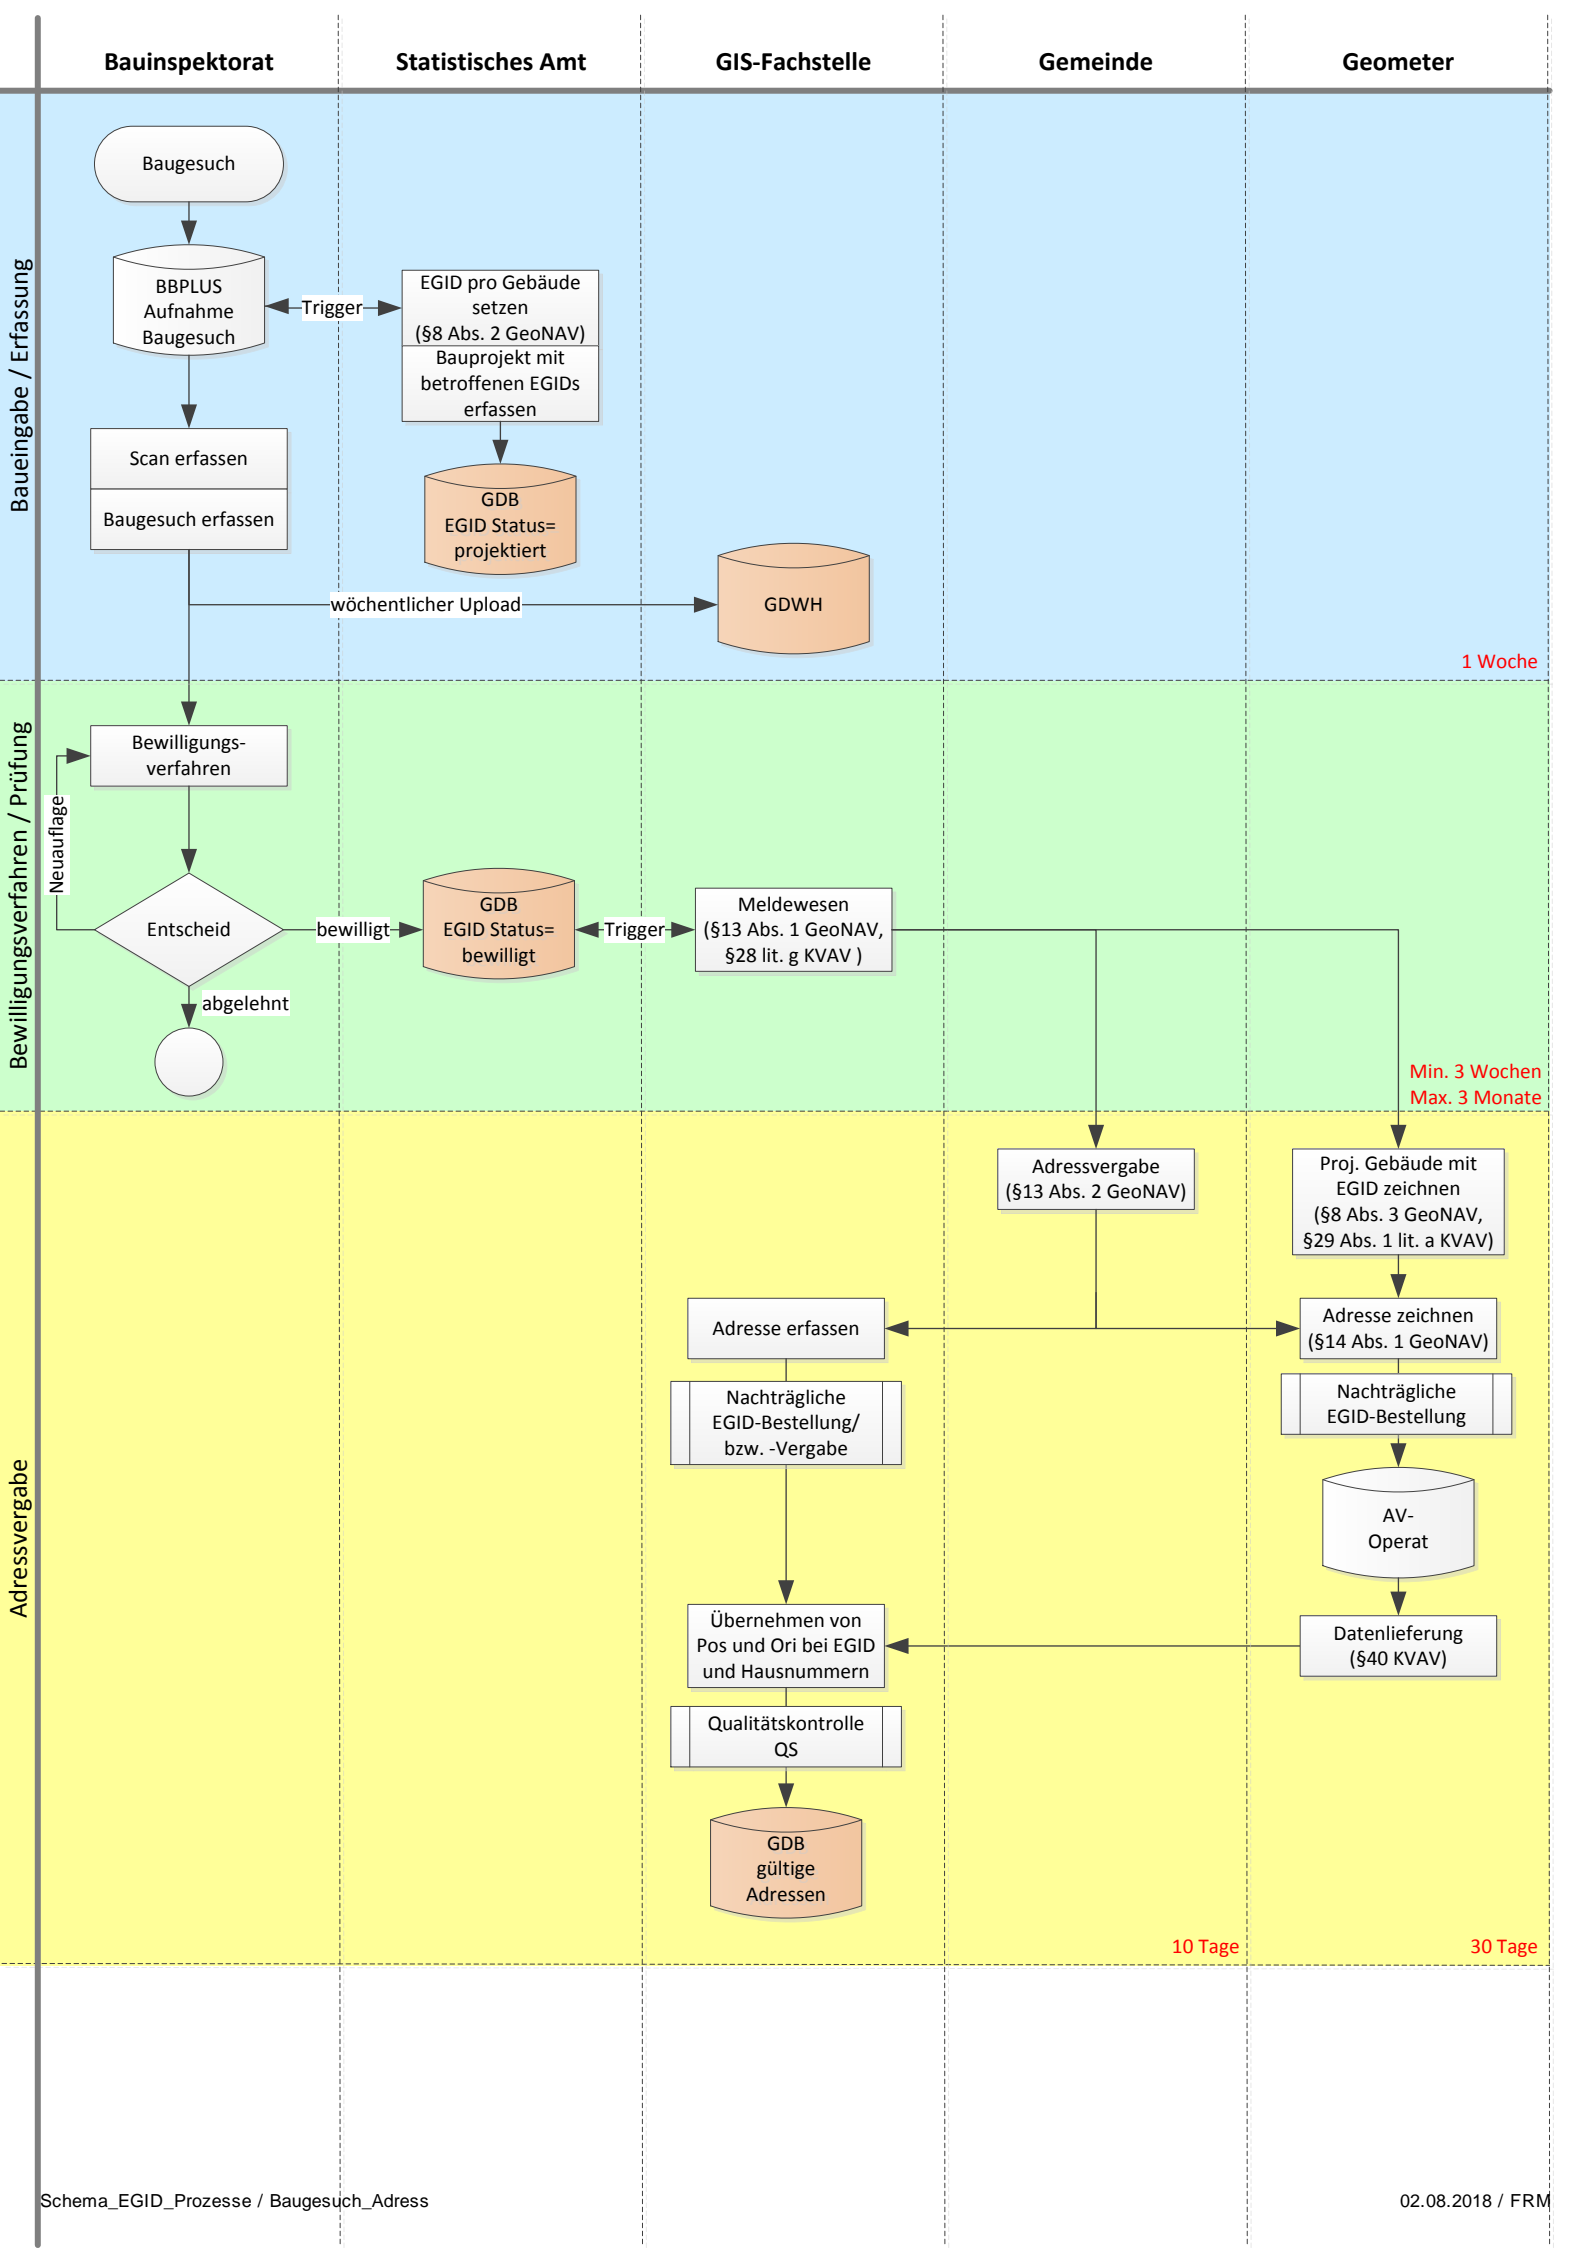 Bauinspektorat
Statistisches Amt
GIS-Fachstelle
Gemeinde
Geometer
Baueingabe / Erfassung
Baugesuch
BBPLUS
Aufnahme
Baugesuch
Trigger
EGID pro Gebäude
setzen
(§8 Abs. 2 GeoNAV)
Bauprojekt mit
betroffenen EGIDs
erfassen
Scan erfassen
Baugesuch erfassen
GDB
EGID Status=
projektiert
wöchentlicher Upload
GDWH
1 Woche
Bewilligungsverfahren / Prüfung
Bewilligungs-
verfahren
Neuauflage
Entscheid
bewilligt
GDB
EGID Status=
bewilligt
Trigger
Meldewesen
(§13 Abs. 1 GeoNAV,
§28 lit. g KVAV )
abgelehnt
Min. 3 Wochen
Max. 3 Monate
Adressvergabe
Adressvergabe
(§13 Abs. 2 GeoNAV)
Proj. Gebäude mit
EGID zeichnen
(§8 Abs. 3 GeoNAV,
§29 Abs. 1 lit. a KVAV)
Adresse erfassen
Adresse zeichnen
(§14 Abs. 1 GeoNAV)
Nachträgliche
EGID-Bestellung/
bzw. -Vergabe
Nachträgliche
EGID-Bestellung
AV-
Operat
Übernehmen von
Pos und Ori bei EGID
und Hausnummern
Datenlieferung
(§40 KVAV)
Qualitätskontrolle
QS
GDB
gültige
Adressen
10 Tage
30 Tage
Schema_EGID_Prozesse / Baugesuch_Adress
02.08.2018 / FRM